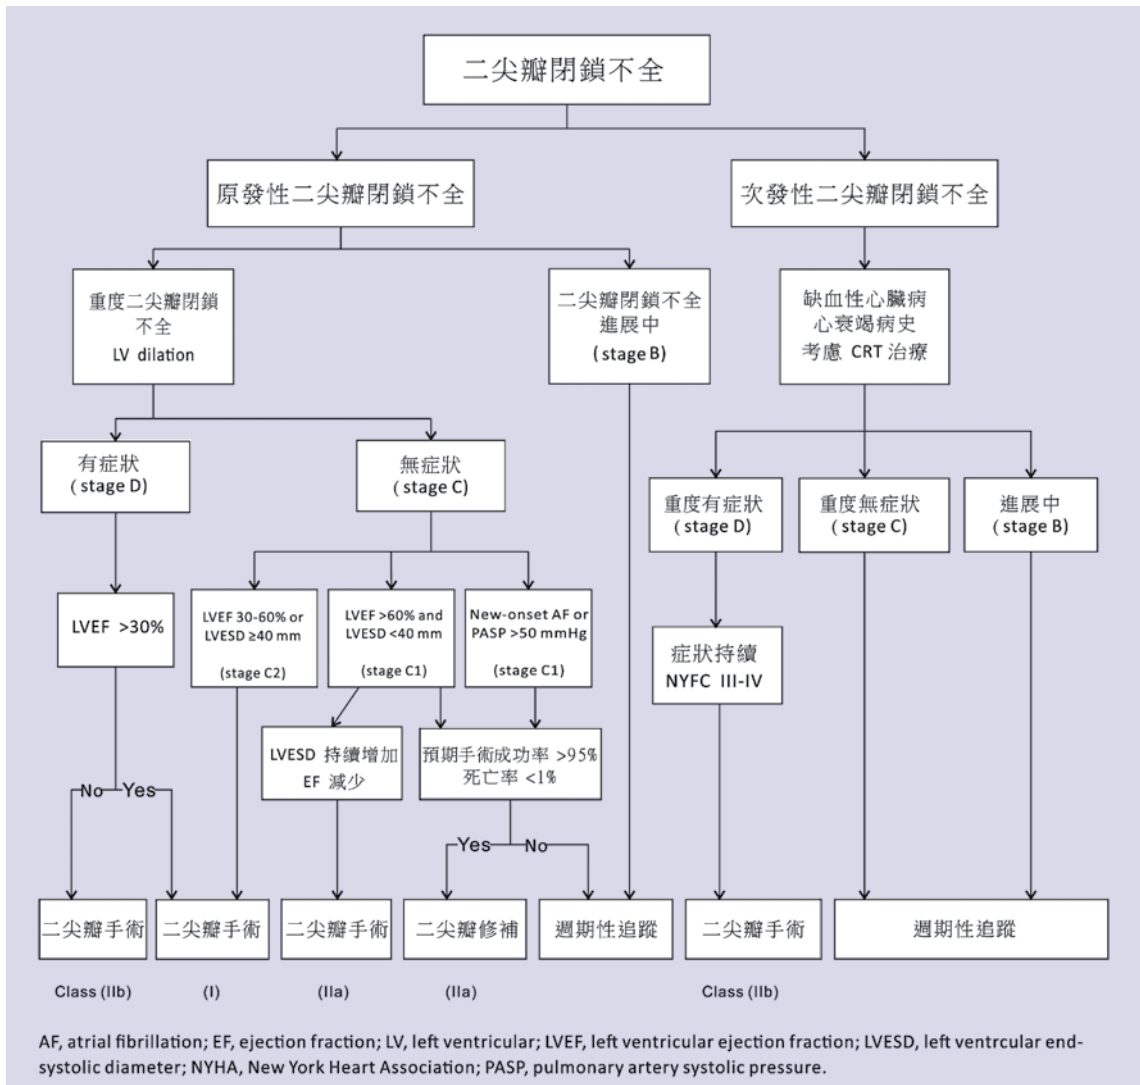 二尖瓣閉鎖不全
原發性二尖瓣閉鎖不全
次發性二尖瓣閉鎖不全
重度二尖瓣閉鎖
不全
LV dilation
二尖瓣閉鎖不全
進展中
(stage B)
缺血性心臟病
心衰竭病史
考慮 CRT 治療
有症狀
(stage D)
無症狀
(stage C)
重度有症狀
(stage D)
重度無症狀
(stage C)
進展中
(stage B)
LVEF >30%
LVEF 30-60% or
LVESD ≥40 mm
(stage C2)
LVEF >60% and
LVESD <40 mm
(stage C1)
New-onset AF or
PASP >50 mmHg
(stage C1)
症狀持續
NYFC III-IV
LVESD 持續增加
EF 減少
預期手術成功率 >95%
死亡率 <1%
No
Yes
Yes
No
二尖瓣手術
二尖瓣手術
二尖瓣手術
二尖瓣修補
週期性追蹤
二尖瓣手術
週期性追蹤
Class (IIb)
(I)
(IIa)
(IIa)
Class (IIb)
AF, atrial fibrillation; EF, ejection fraction; LV, left ventricular; LVEF, left ventricular ejection fraction; LVESD, left ventrcular end-
systolic diameter; NYHA, New York Heart Association; PASP, pulmonary artery systolic pressure.